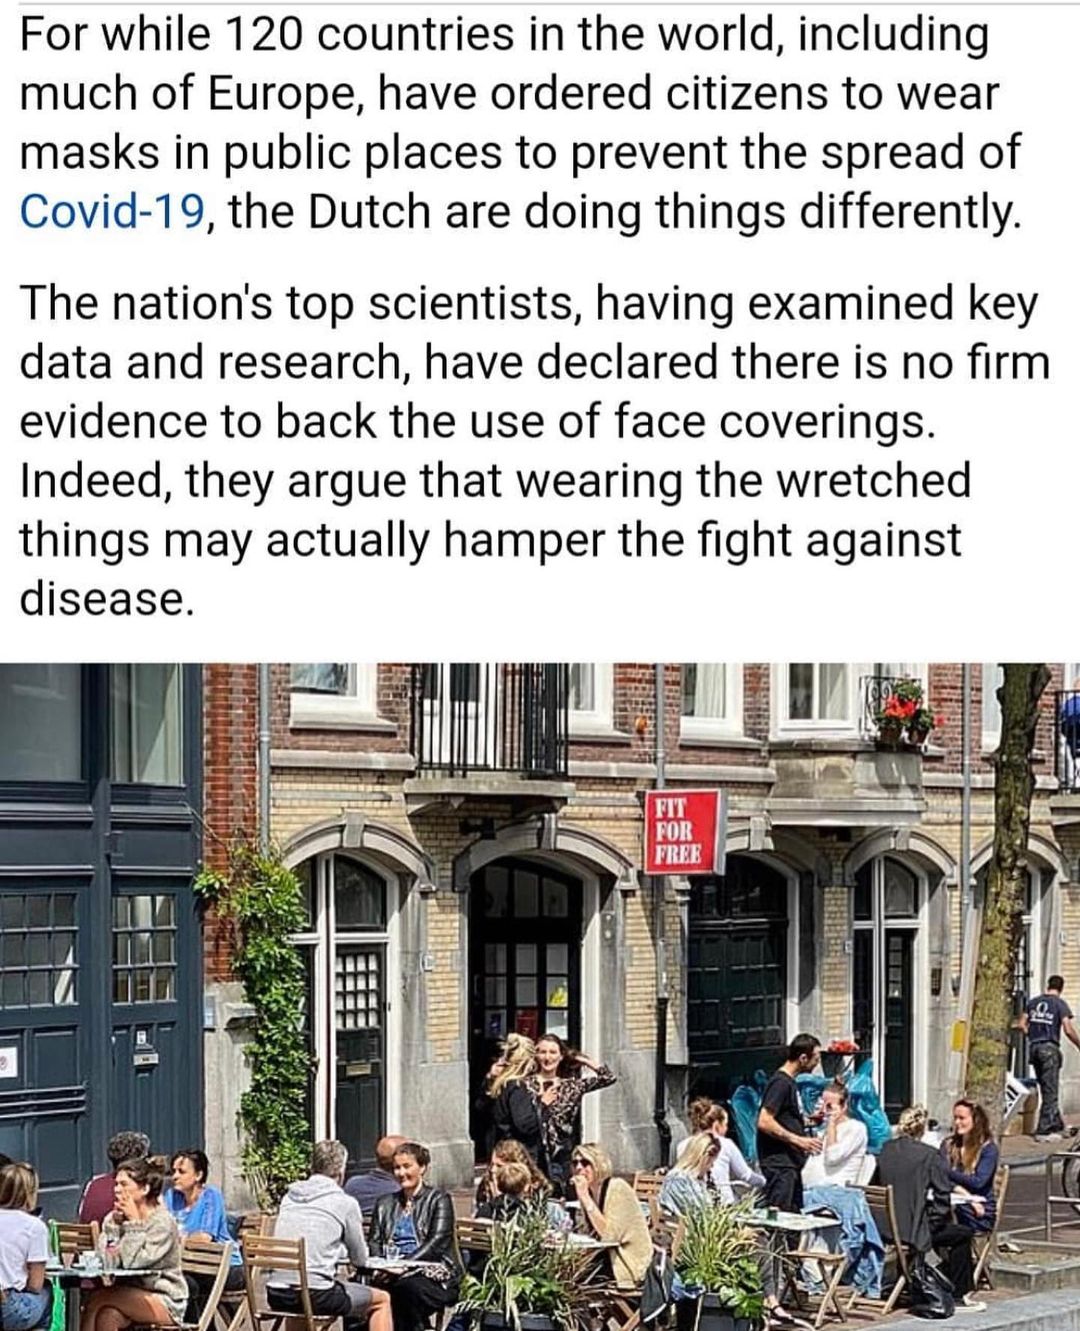 For while 120 countries in the world, including
much of Europe, have ordered citizens to wear
masks in public places to prevent the spread of
Covid-19, the Dutch are doing things differently.
The nation's top scientists, having examined key
data and research, have declared there is no firm
evidence to back the use of face coverings.
Indeed, they argue that wearing the wretched
things may actually hamper the fight against
disease.
FIT
FOR
FREE